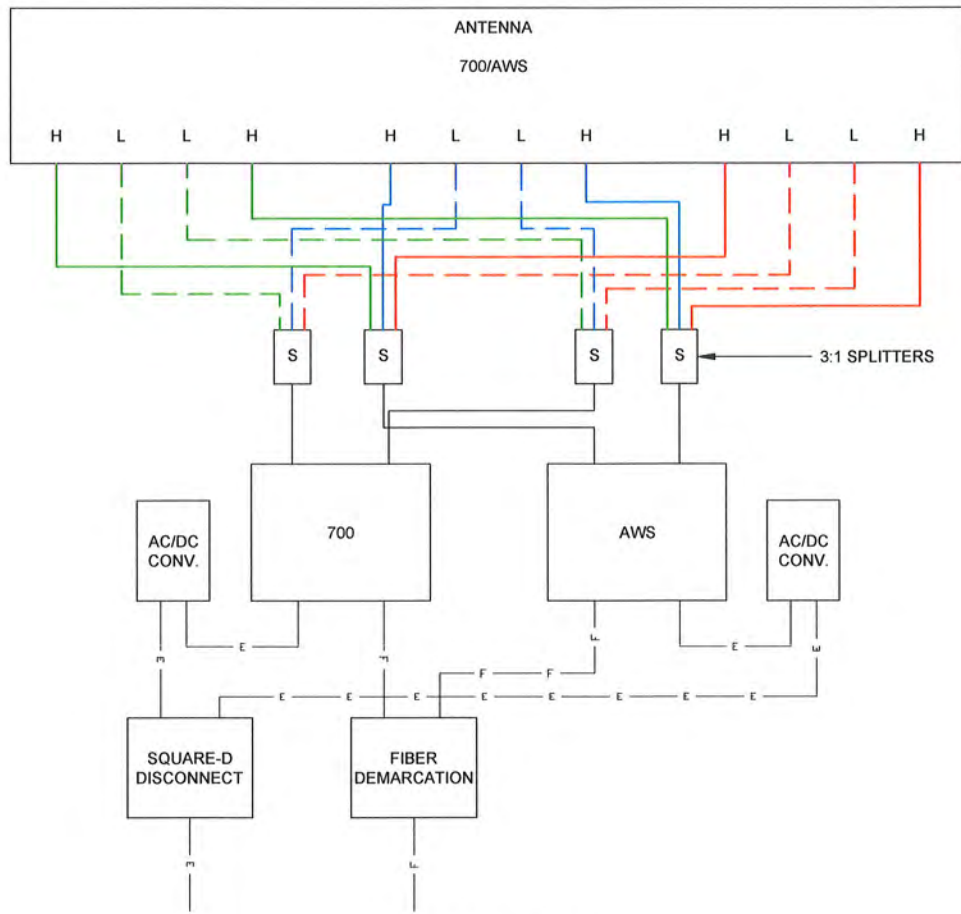 ANTENNA
700/AWS
H L L H H L L H H L L H
S S S S 3:1 SPLITTERS
700 AWS
AC/DC
CONV.
AC/DC
CONV.
E E
E F F E
F F
E E E E E E E E
SQUARE-D
DISCONNECT
FIBER
DEMARCATION
E F